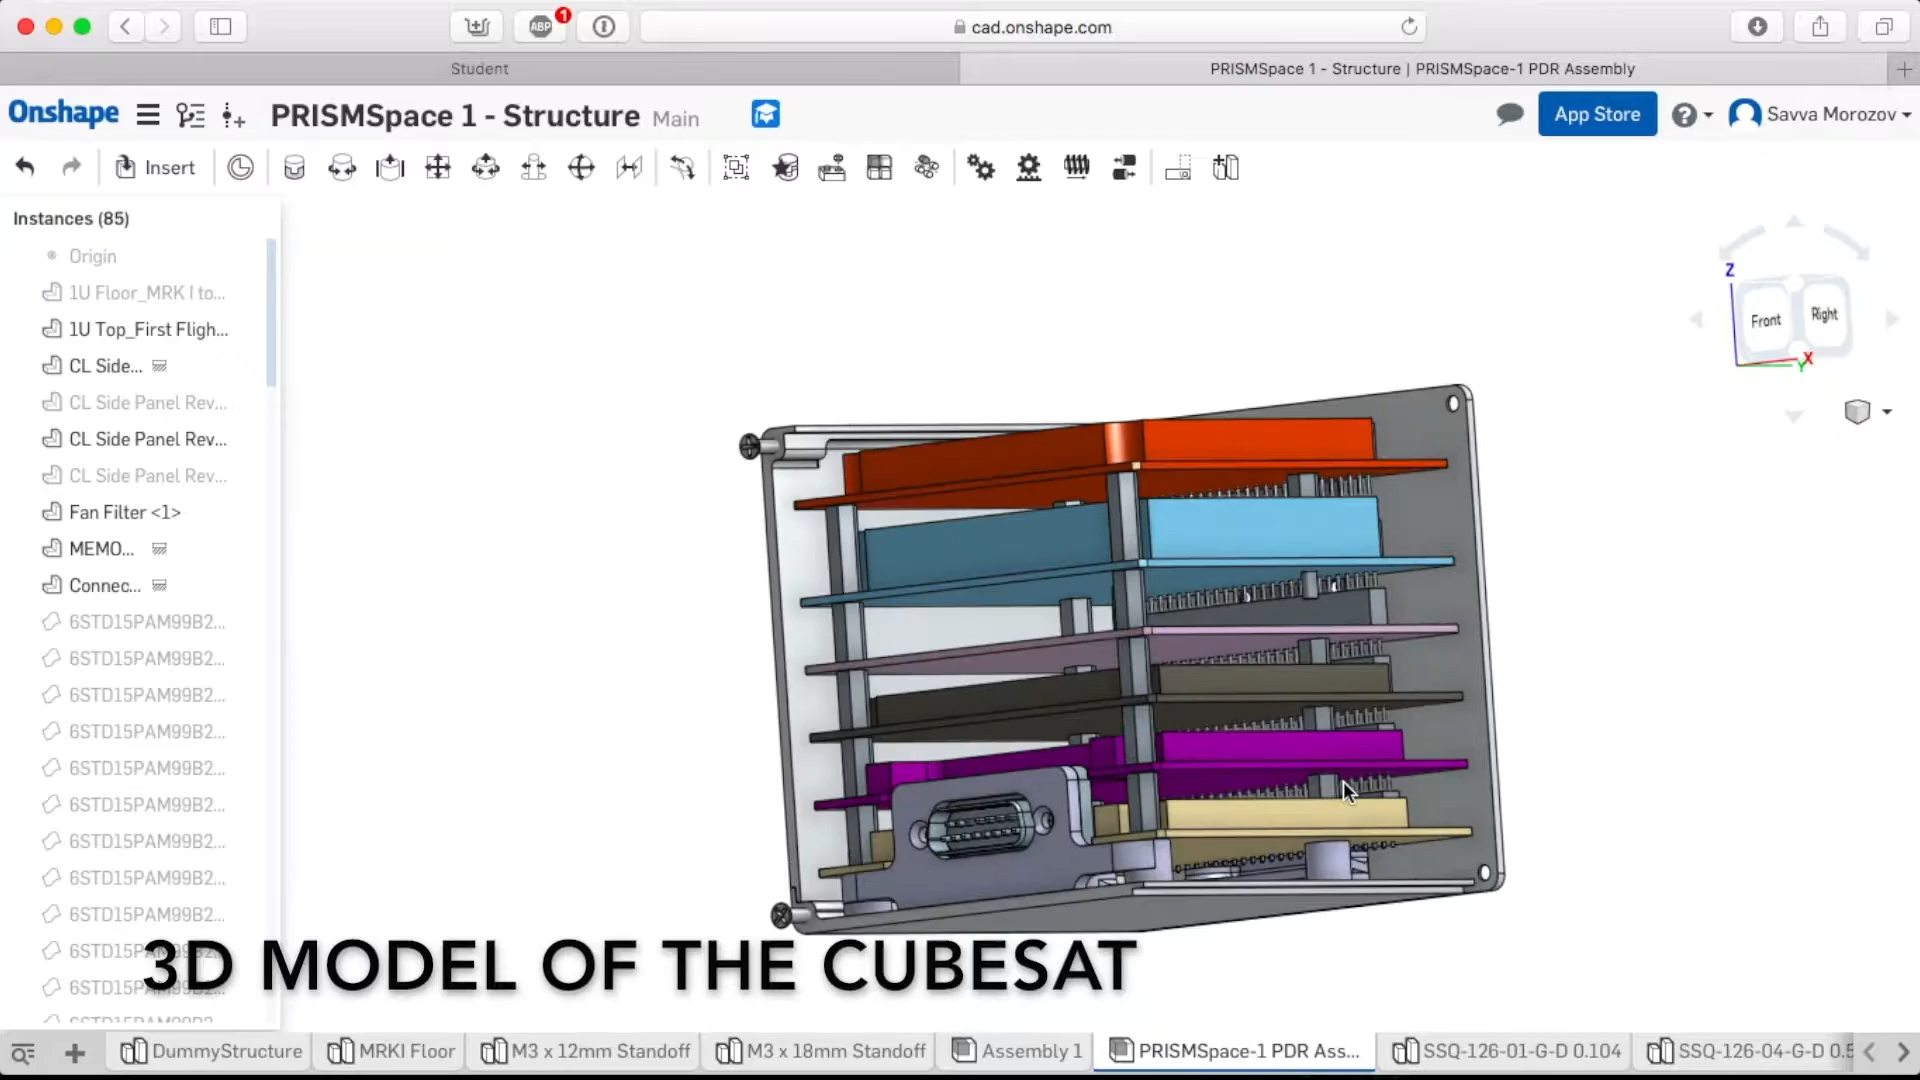 ABP
1
cad.onshape.com
Student
PRISMSpace 1 - Structure | PRISMSpace-1 PDR Assembly
Onshape
PRISMSpace 1 - Structure Main
App Store
Savva Morozov
Insert
Instances (85)
Origin
1U Floor_MRK I to...
1U Top_First Fligh...
CL Side...
CL Side Panel Rev...
CL Side Panel Rev...
CL Side Panel Rev...
Fan Filter <1>
MEMO...
Connec...
6STD15PAM99B2...
6STD15PAM99B2...
6STD15PAM99B2...
6STD15PAM99B2...
6STD15PAM99B2...
6STD15PAM99B2...
6STD15PAM99B2...
6STD15PAM99B2...
6STD15PAM99B2...
Z
Front
Right
X
Y
3D MODEL OF THE CUBESAT
DummyStructure
MRKI Floor
M3 x 12mm Standoff
M3 x 18mm Standoff
Assembly 1
PRISMSpace-1 PDR Ass...
SSQ-126-01-G-D 0.104
SSQ-126-04-G-D